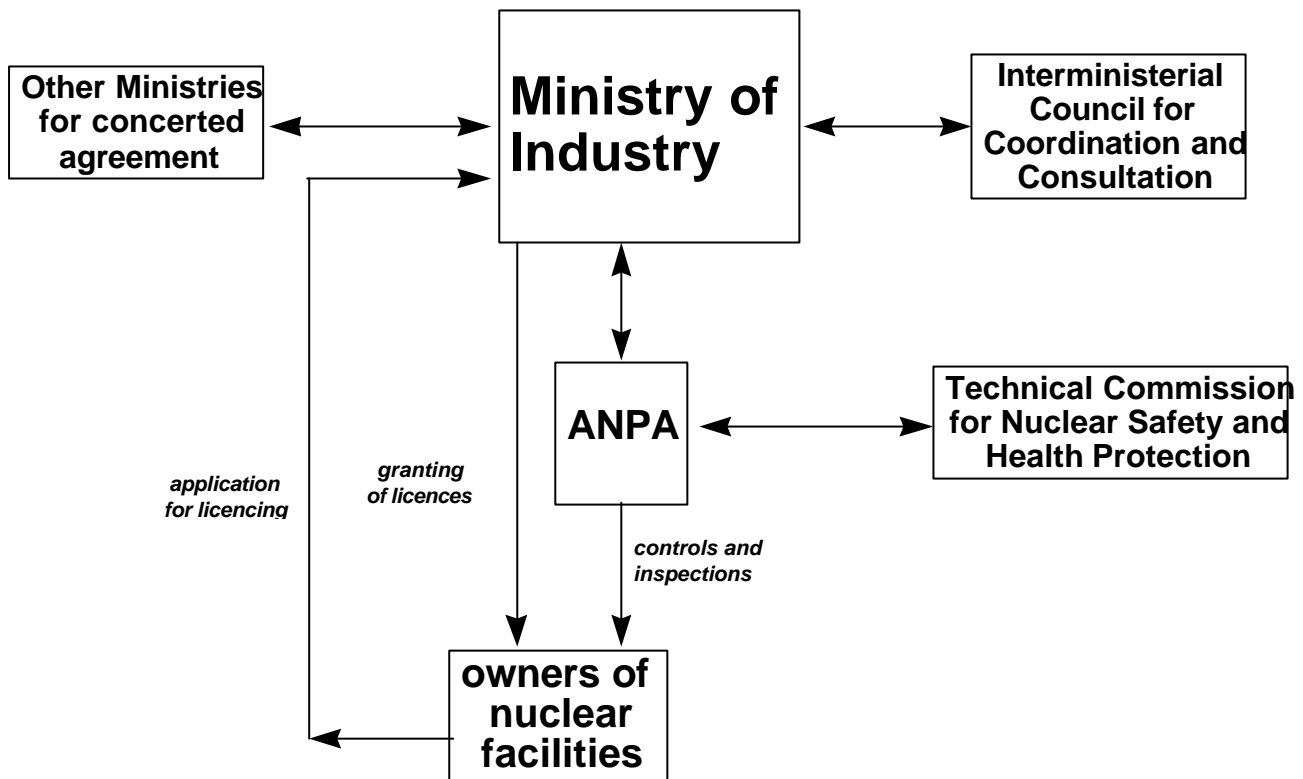 Other Ministries
for concerted
agreement
Ministry of
Industry
Interministerial
Council for
Coordination and
Consultation
ANPA
Technical Commission
for Nuclear Safety and
Health Protection
application
for licencing
granting
of licences
controls and
inspections
owners of
nuclear
facilities